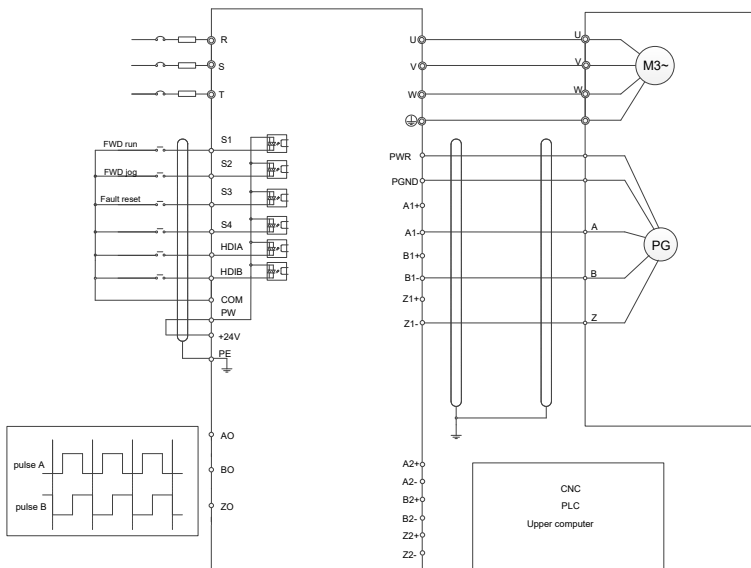 R
S
T
FWD run
S1
FWD jog
S2
Fault reset
S3
S4
HDIA
HDIB
COM
PW
+24V
PE
pulse A
pulse B
AO
BO
ZO
U
V
W
U
V
W
M3~
PWR
PGND
A1+
A1-
B1+
B1-
Z1+
Z1-
A
B
Z
PG
A2+
A2-
B2+
B2-
Z2+
Z2-
CNC
PLC
Upper computer